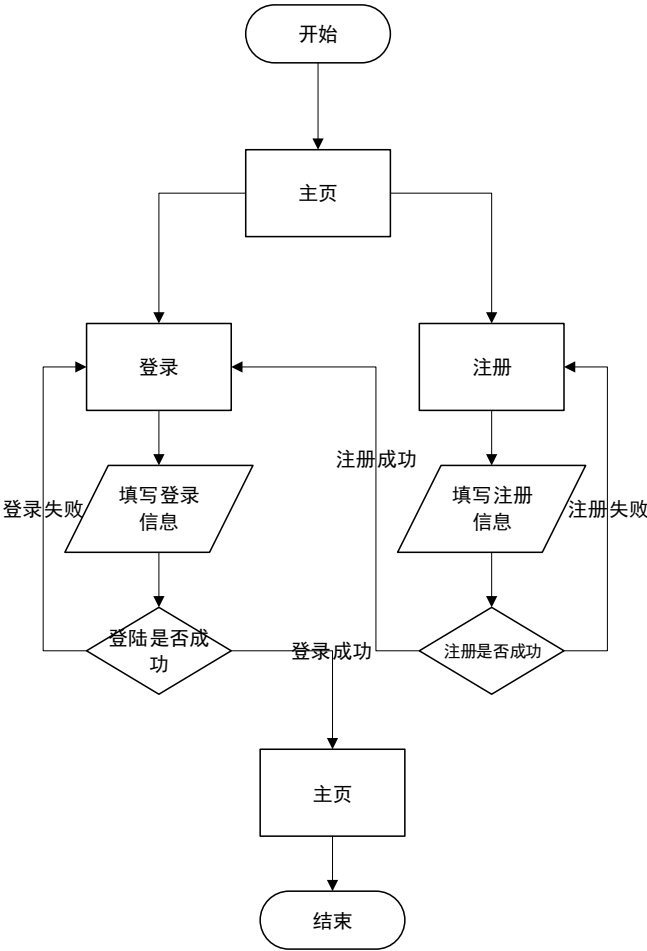 开始
主页
登录
注册
注册成功
填写登录
信息
填写注册
信息
登录失败
注册失败
登陆是否成
功
登录成功
注册是否成功
主页
结束